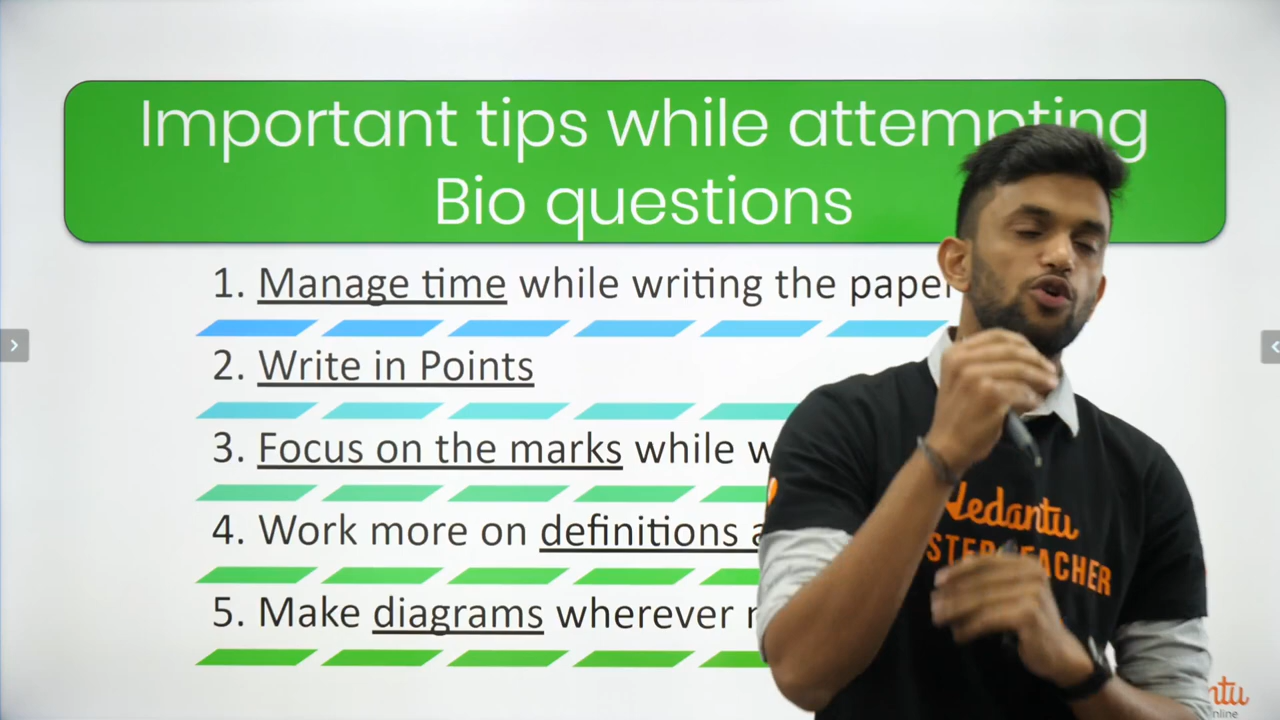 Important tips while attempting
Bio questions
1. Manage time while writing the paper
2. Write in Points
3. Focus on the marks while
4. Work more on definitions
5. Make diagrams wherever
Vedantu
TEACHER